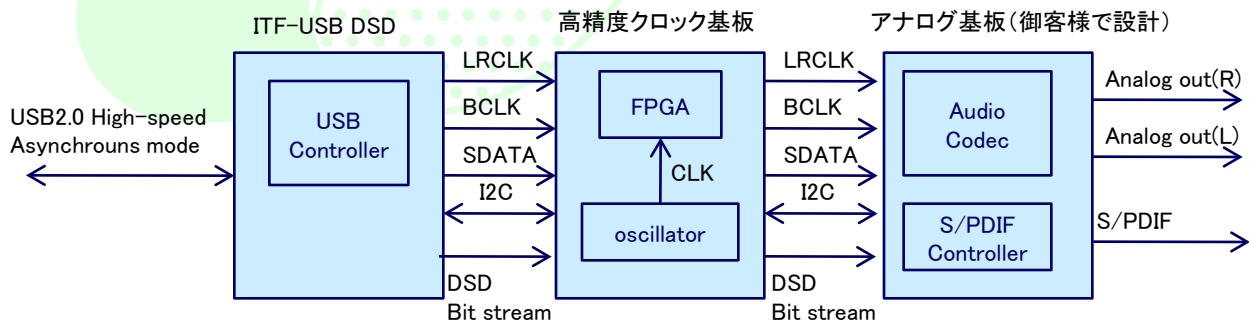 ITF-USB DSD
高精度クロック基板
アナログ基板(御客様で設計)
USB2.0 High-speed
Asynchrouns mode
USB
Controller
LRCLK
BCLK
SDATA
I2C
DSD
Bit stream
FPGA
CLK
oscillator
LRCLK
BCLK
SDATA
I2C
DSD
Bit stream
Audio
Codec
S/PDIF
Controller
Analog out(R)
Analog out(L)
S/PDIF